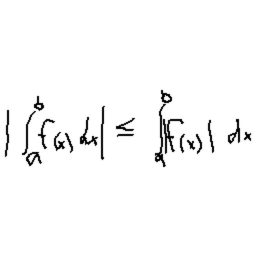 |∫_a^b f(x) dx| ≤ ∫_a^b |f(x)| dx